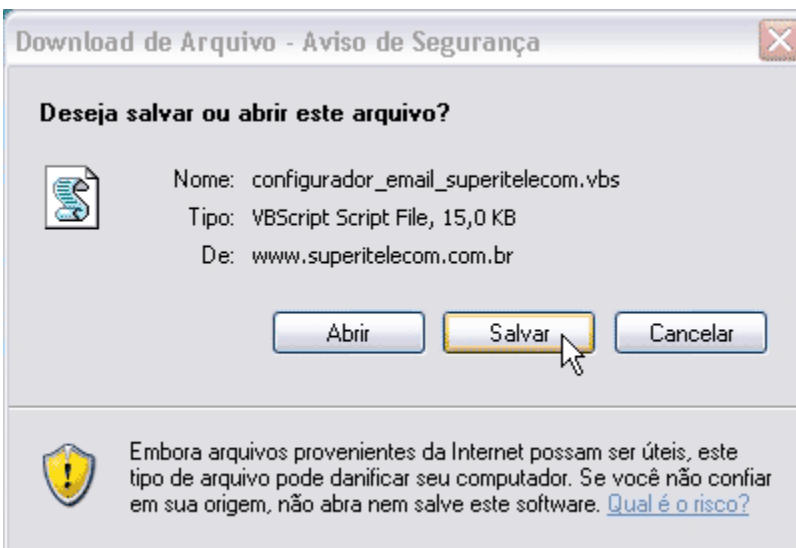 Download de Arquivo - Aviso de Segurança
Deseja salvar ou abrir este arquivo?
Nome: configurador_email_superitelecom.vbs
Tipo: VBScript Script File, 15,0 KB
De: www.superitelecom.com.br
Abrir Salvar Cancelar
Embora arquivos provenientes da Internet possam ser úteis, este
tipo de arquivo pode danificar seu computador. Se você não confiar
em sua origem, não abra nem salve este software. Qual é o risco?